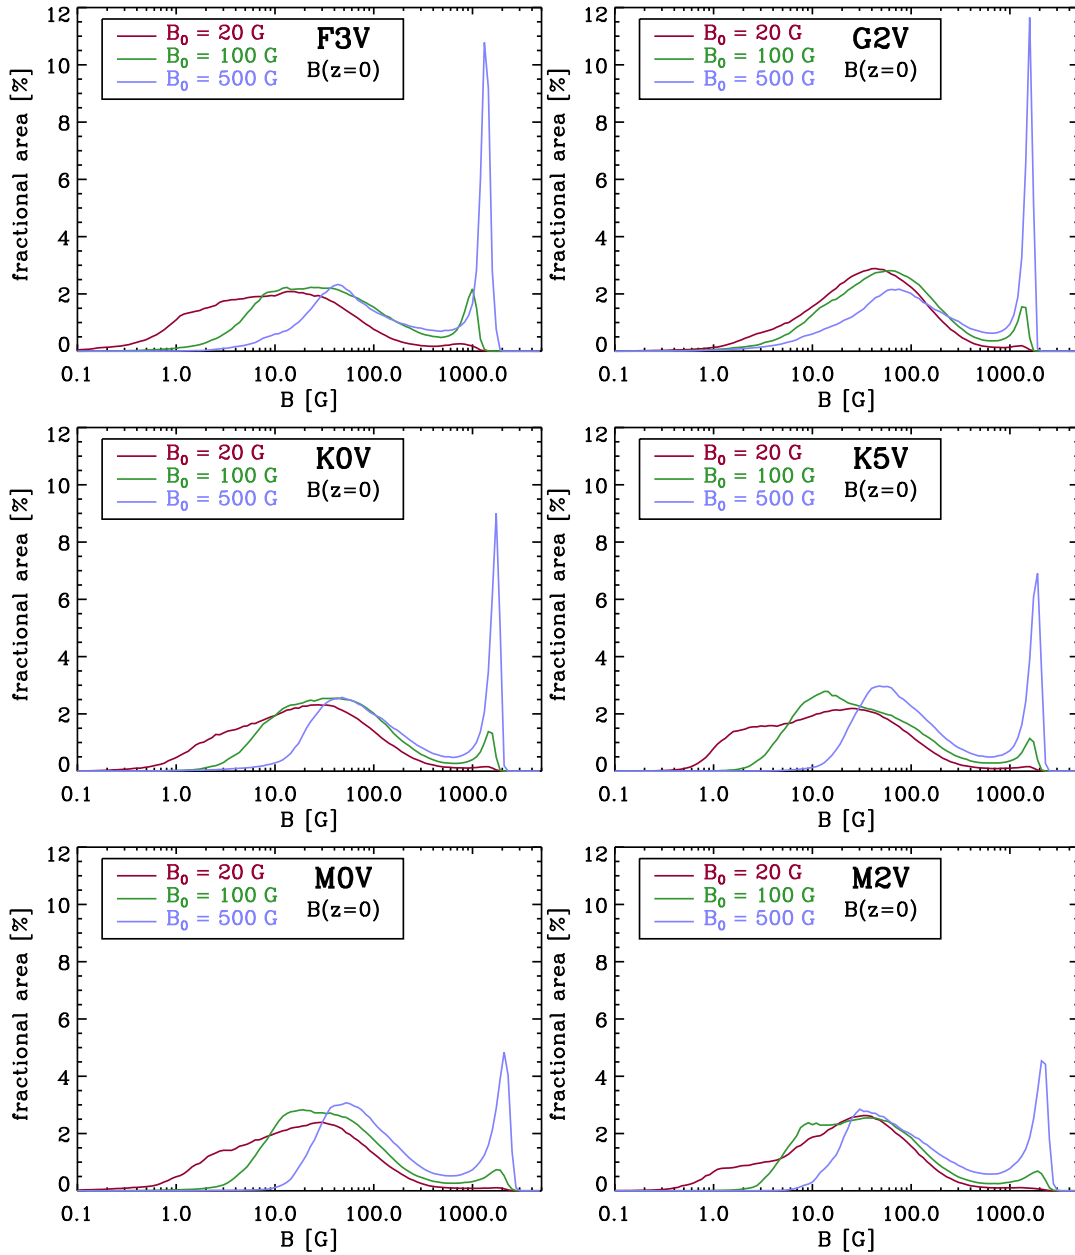 B₀ = 20 G
B₀ = 100 G
B₀ = 500 G
F3V
B(z=0)
fractional area [%]
12
10
8
6
4
2
0
0.1 1.0 10.0 100.0 1000.0
B [G]
B₀ = 20 G
B₀ = 100 G
B₀ = 500 G
G2V
B(z=0)
fractional area [%]
12
10
8
6
4
2
0
0.1 1.0 10.0 100.0 1000.0
B [G]
B₀ = 20 G
B₀ = 100 G
B₀ = 500 G
K0V
B(z=0)
fractional area [%]
12
10
8
6
4
2
0
0.1 1.0 10.0 100.0 1000.0
B [G]
B₀ = 20 G
B₀ = 100 G
B₀ = 500 G
K5V
B(z=0)
fractional area [%]
12
10
8
6
4
2
0
0.1 1.0 10.0 100.0 1000.0
B [G]
B₀ = 20 G
B₀ = 100 G
B₀ = 500 G
M0V
B(z=0)
fractional area [%]
12
10
8
6
4
2
0
0.1 1.0 10.0 100.0 1000.0
B [G]
B₀ = 20 G
B₀ = 100 G
B₀ = 500 G
M2V
B(z=0)
fractional area [%]
12
10
8
6
4
2
0
0.1 1.0 10.0 100.0 1000.0
B [G]